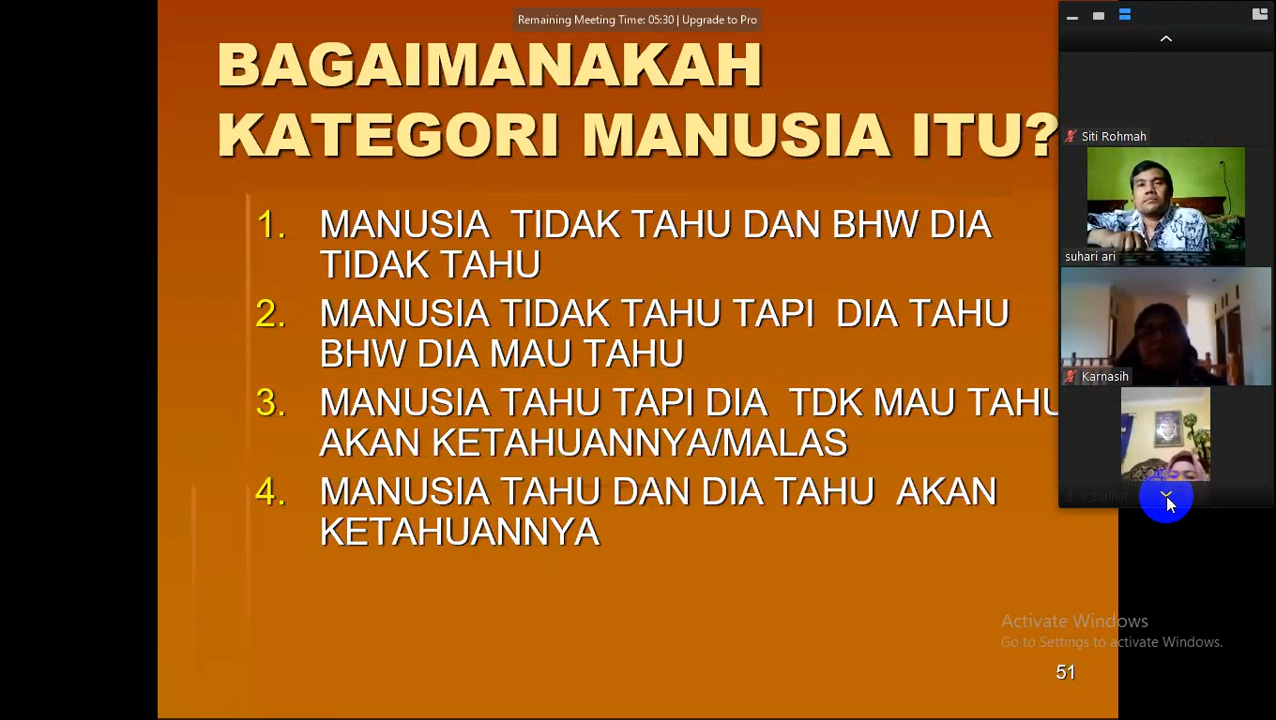 Remaining Meeting Time: 05:30 | Upgrade to Pro
BAGAIMANAKAH
KATEGORI MANUSIA ITU?
1. MANUSIA TIDAK TAHU DAN BHW DIA
TIDAK TAHU
2. MANUSIA TIDAK TAHU TAPI DIA TAHU
BHW DIA MAU TAHU
3. MANUSIA TAHU TAPI DIA TDK MAU TAHU
AKAN KETAHUANNYA/MALAS
4. MANUSIA TAHU DAN DIA TAHU AKAN
KETAHUANNYA
Siti Rohmah
suhari ari
Karnasih
Activate Windows
Go to Settings to activate Windows.
51